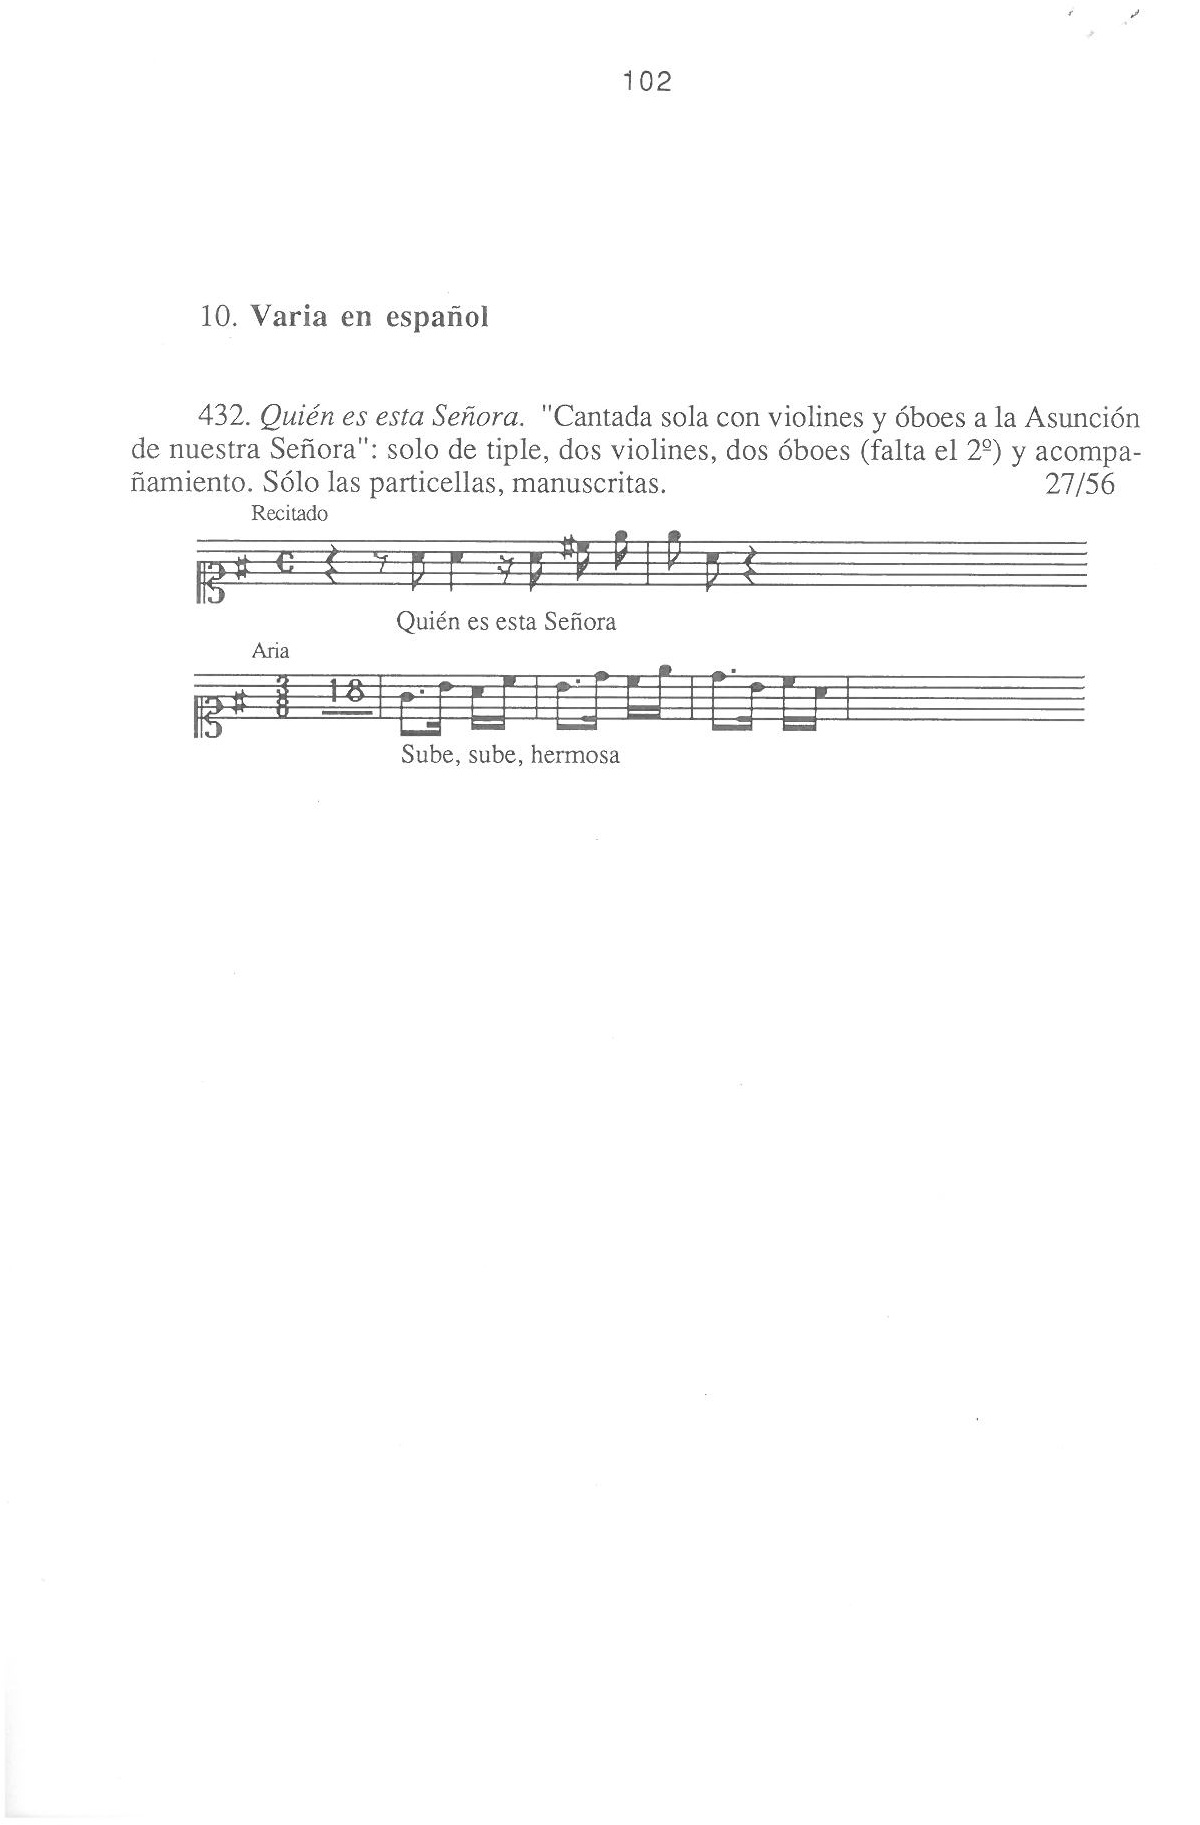 102
10. Varia en español
432. Quién es esta Señora. "Cantada sola con violines y óboes a la Asunción
de nuestra Señora": solo de tiple, dos violines, dos óboes (falta el 2º) y acompa-
ñamiento. Sólo las particellas, manuscritas. 27/56
Recitado
Quién es esta Señora
Aria
3 8 18
Sube, sube, hermosa